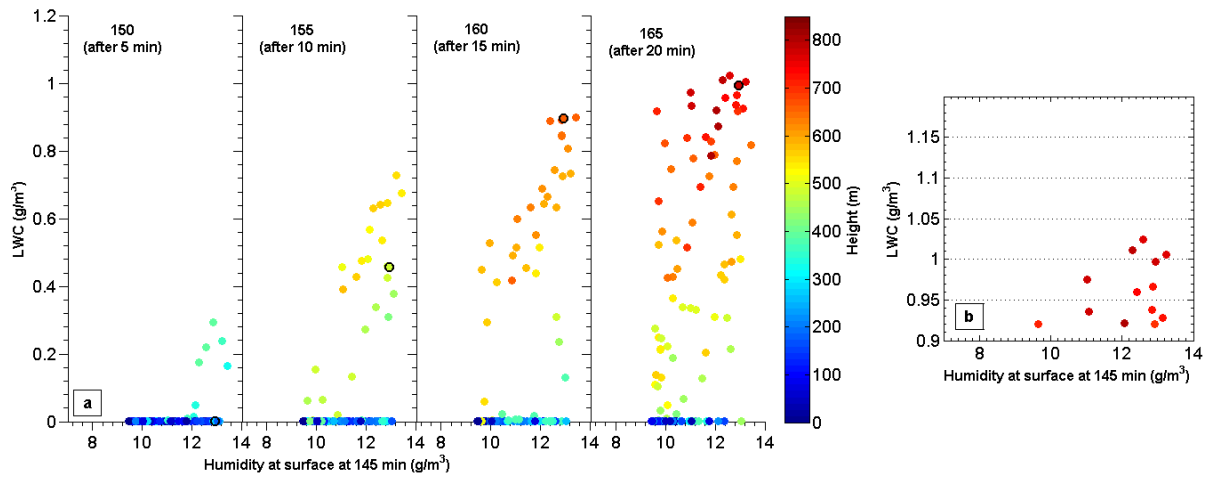 150
(after 5 min)
155
(after 10 min)
160
(after 15 min)
165
(after 20 min)
1.2
1
0.8
0.6
0.4
0.2
0
LWC (g/m³)
a
8 10 12 14
8 10 12 14
8 10 12 14
8 10 12 14
Humidity at surface at 145 min (g/m³)
800
700
600
500
400
300
200
100
0
Height (m)
1.15
1.1
1.05
1
0.95
0.9
LWC (g/m³)
b
8 10 12 14
Humidity at surface at 145 min (g/m³)